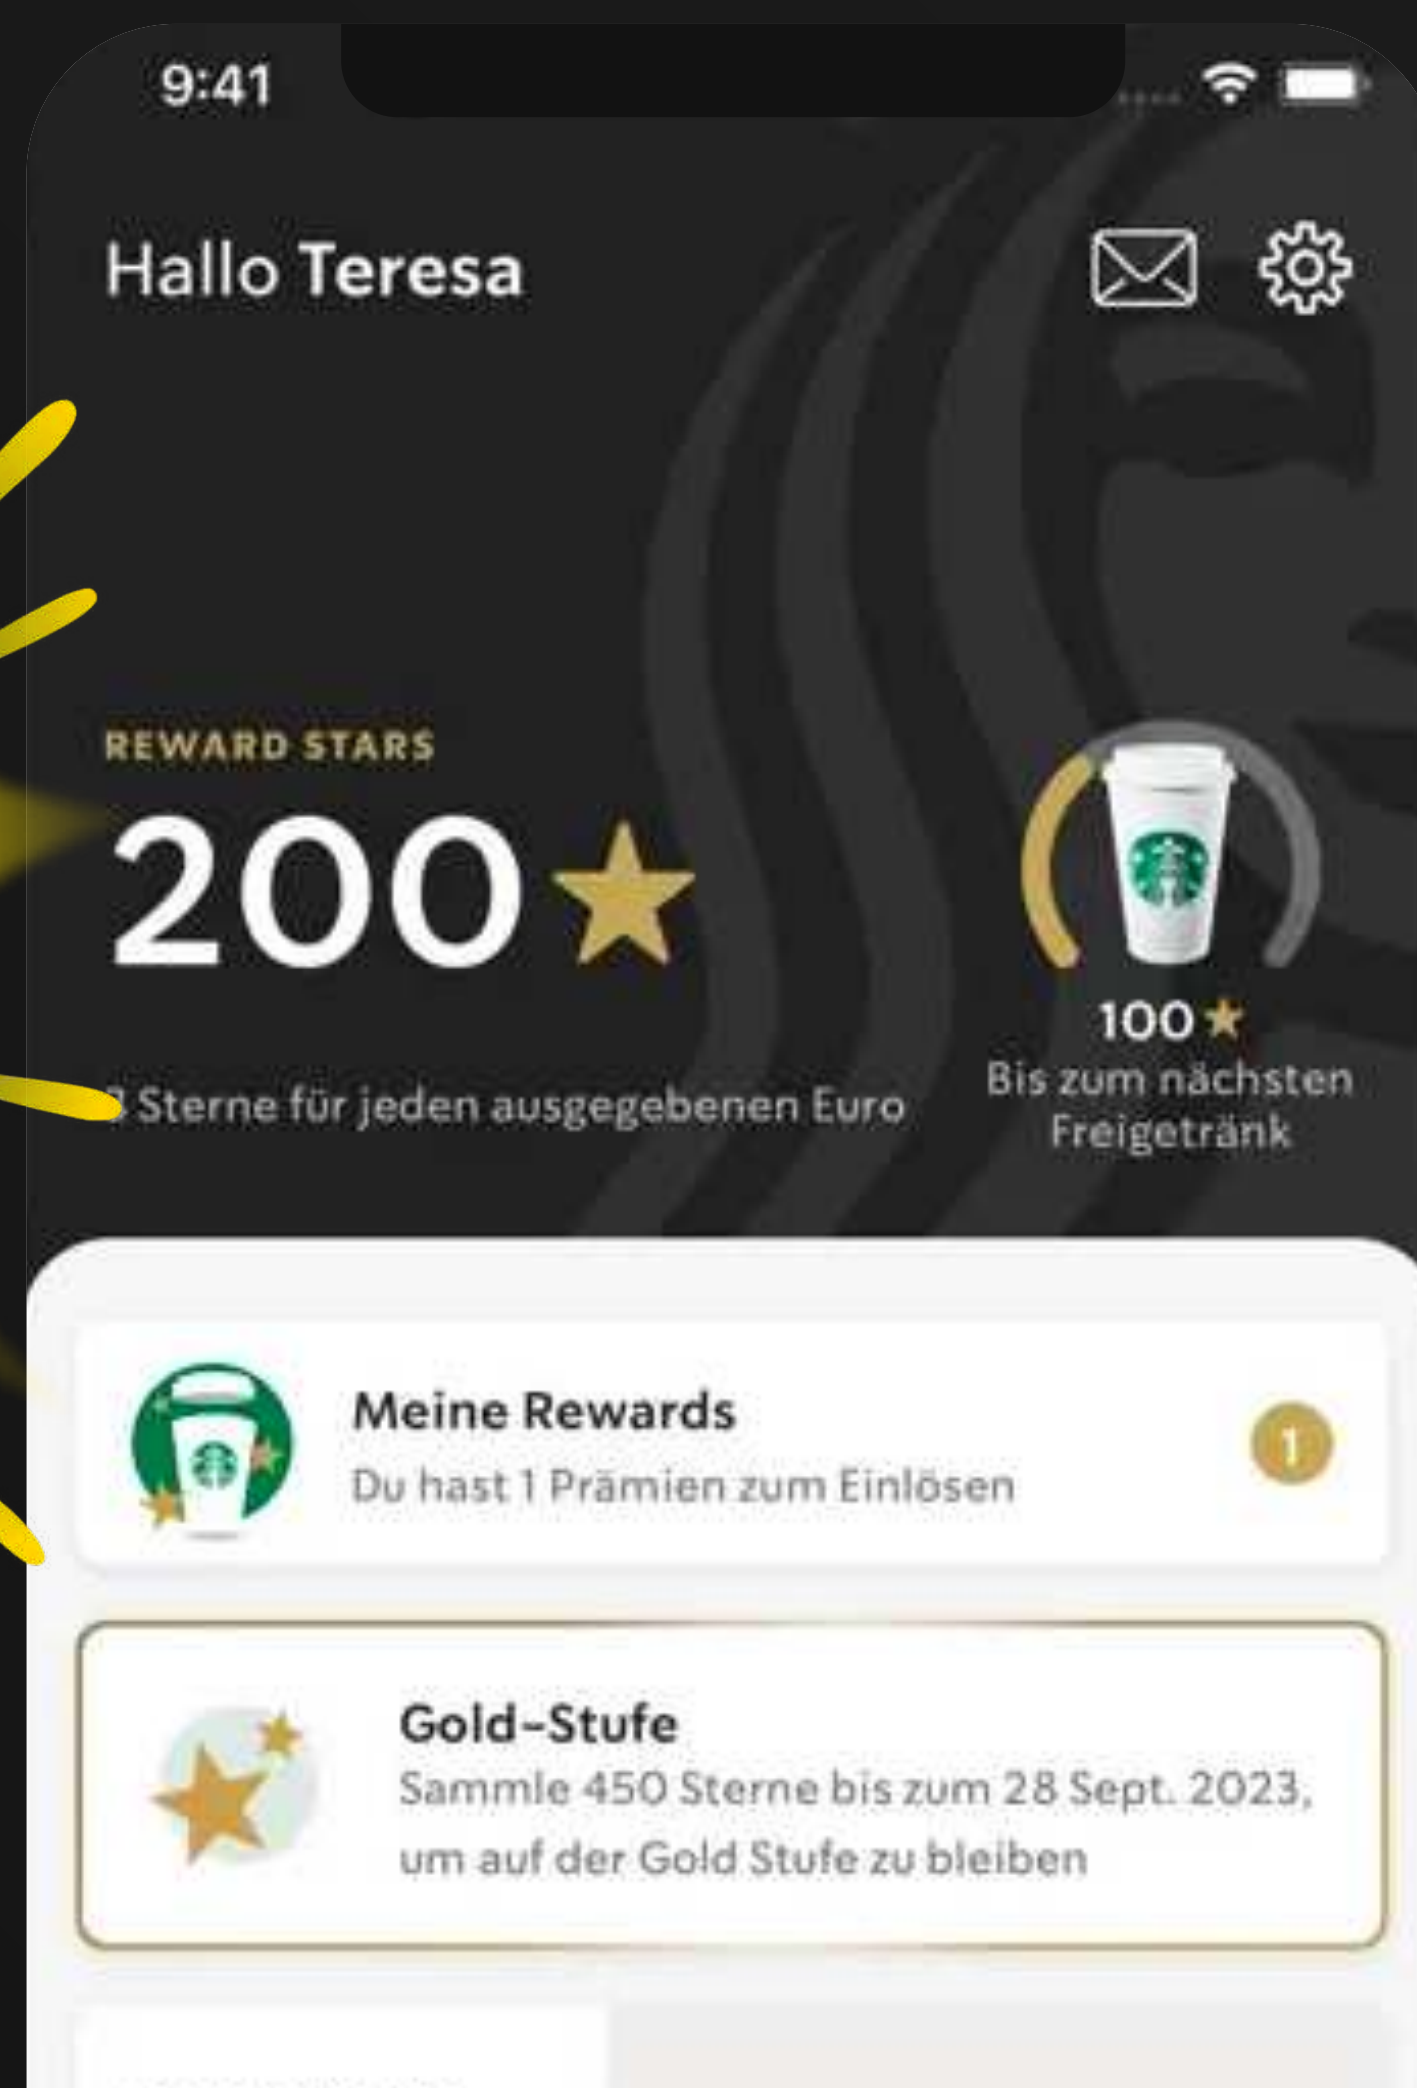 9:41
Hallo Teresa
REWARD STARS
200
100
Bis zum nächsten
Freigetränk
Sterne für jeden ausgegebenen Euro
Meine Rewards
Du hast 1 Prämien zum Einlösen
1
Gold-Stufe
Sammle 450 Sterne bis zum 28 Sept. 2023,
um auf der Gold Stufe zu bleiben